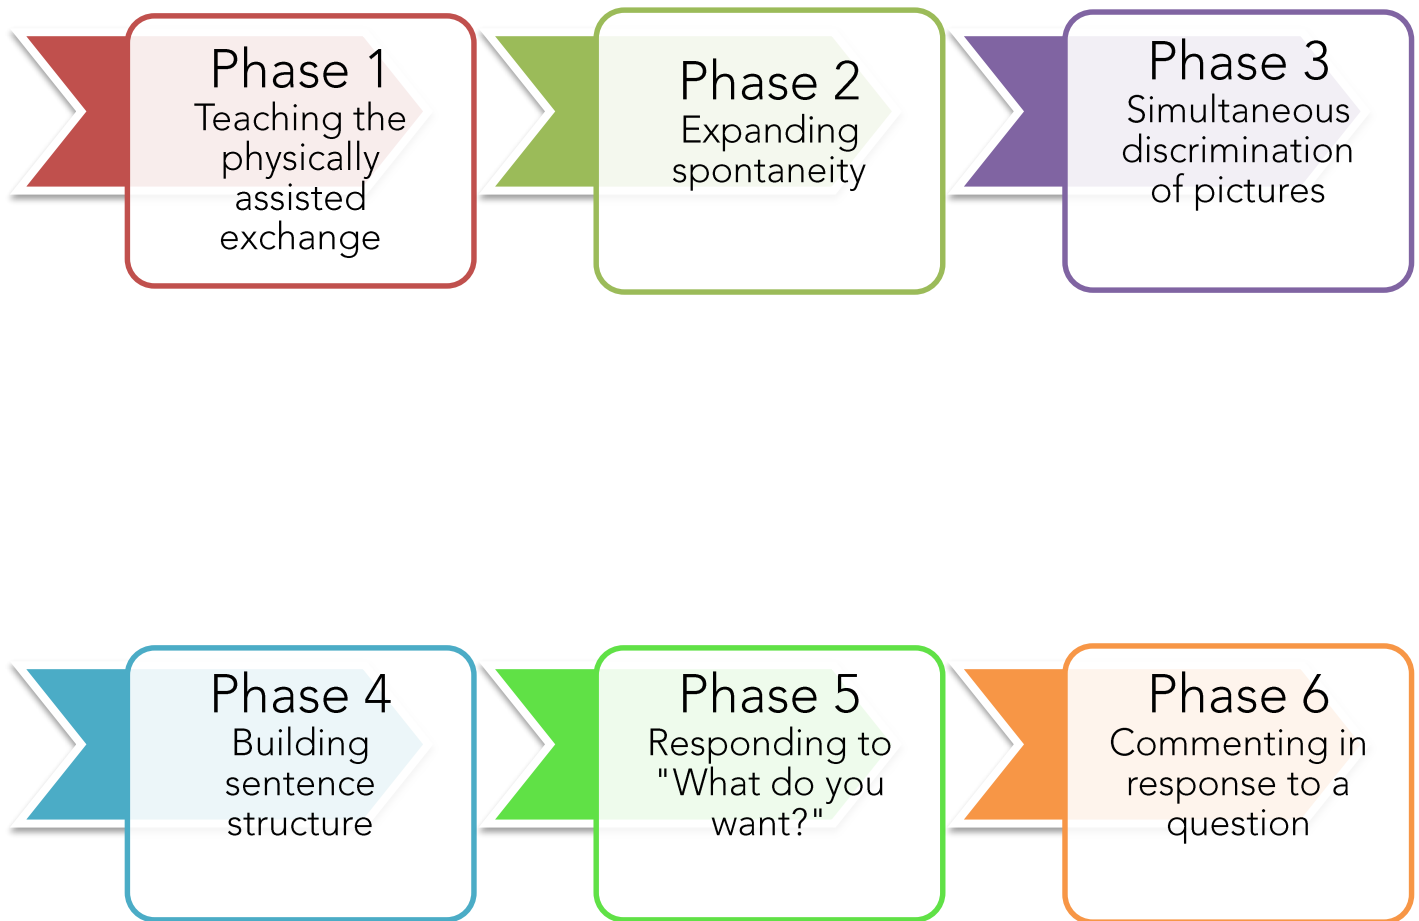 Phase 1
Teaching the
physically
assisted
exchange
Phase 2
Expanding
spontaneity
Phase 3
Simultaneous
discrimination
of pictures
Phase 4
Building
sentence
structure
Phase 5
Responding to
"What do you
want?"
Phase 6
Commenting in
response to a
question